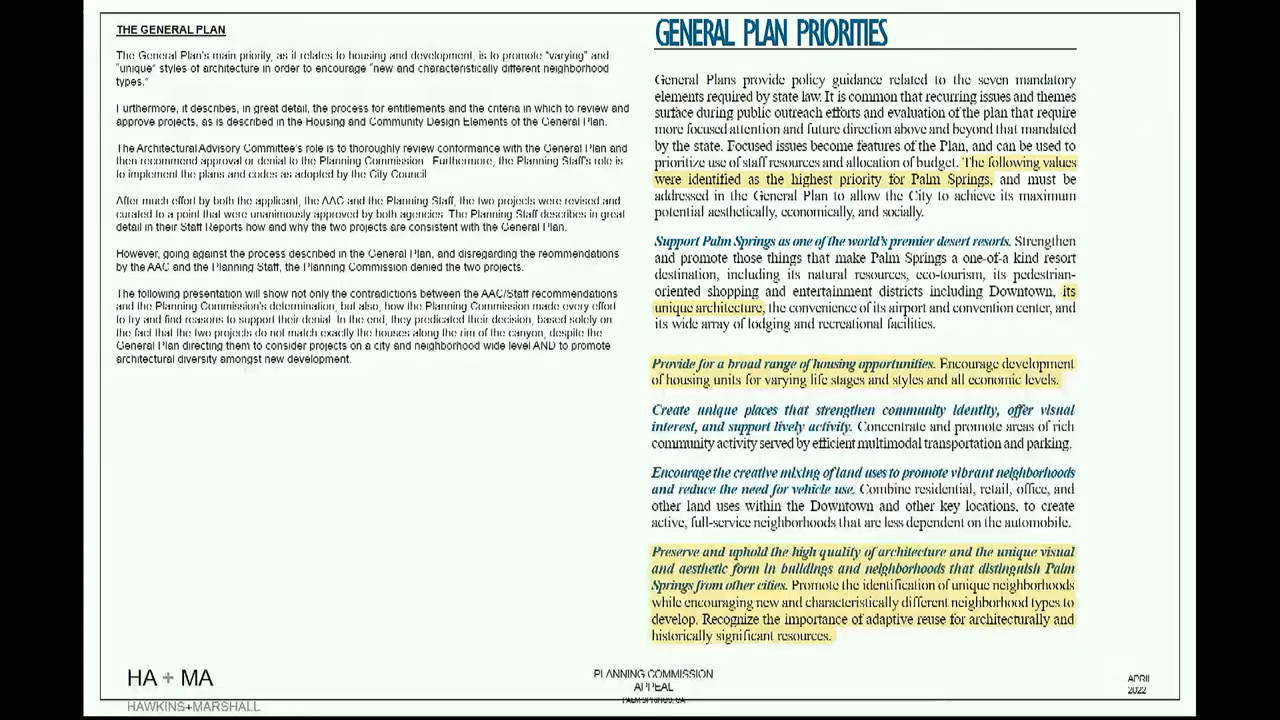 THE GENERAL PLAN
The General Plan's main priority, as it relates to housing and development, is to promote "varying" and
"unique" styles of architecture in order to encourage "new and characteristically different neighborhood
types."
Furthermore, it describes, in great detail, the process for entitlements and the criteria in which to review and
approve projects, as is described in the Housing and Community Design Elements of the General Plan.
The Architectural Advisory Committee's role is to thoroughly review conformance with the General Plan and
then recommend approval or denial to the Planning Commission. Furthermore, the Planning Staff's role is
to implement the plans and codes as adopted by the City Council
After much effort by both the applicant, the AAC and the Planning Staff, the two projects were revised and
curated to a point that were unanimously approved by both agencies. The Planning Staff describes in great
detail in their Staff Reports how and why the two projects are consistent with the General Plan.
However, going against the process described in the General Plan, and disregarding the reommendations
by the AAC and the Planning Staff, the Planning Commission denied the two projects.
The following presentation will show not only the contradictions between the AAC/Staff recommendations
and the Planning Commission's determination, but also, how the Planning Commission made every effort
to try and find reasons to support their denial. In the end, they predicated their decision, based solely on
the fact that the two projects do not match exactly the houses along the rim of the canyon, despite the
General Plan directing them to consider projects on a city and neighborhood wide level AND to promote
architectural diversity amongst new development.
GENERAL PLAN PRIORITIES
General Plans provide policy guidance related to the seven mandatory
elements required by state law. It is common that recurring issues and themes
surface during public outreach efforts and evaluation of the plan that require
more focused attention and future direction above and beyond that mandated
by the state. Focused issues become features of the Plan, and can be used to
prioritize use of staff resources and allocation of budget. The following values
were identified as the highest priority for Palm Springs, and must be
addressed in the General Plan to allow the City to achieve its maximum
potential aesthetically, economically, and socially.
Support Palm Springs as one of the world's premier desert resorts. Strengthen
and promote those things that make Palm Springs a one-of-a kind resort
destination, including its natural resources, eco-tourism, its pedestrian-
oriented shopping and entertainment districts including Downtown, its
unique architecture, the convenience of its airport and convention center, and
its wide array of lodging and recreational facilities.
Provide for a broad range of housing opportunities. Encourage development
of housing units for varying life stages and styles and all economic levels.
Create unique places that strengthen community identity, offer visual
interest, and support lively activity. Concentrate and promote areas of rich
community activity served by efficient multimodal transportation and parking.
Encourage the creative mixing of land uses to promote vibrant neighborhoods
and reduce the need for vehicle use. Combine residential, retail, office, and
other land uses within the Downtown and other key locations, to create
active, full-service neighborhoods that are less dependent on the automobile.
Preserve and uphold the high quality of architecture and the unique visual
and aesthetic form in buildings and neighborhoods that distinguish Palm
Springs from other cities. Promote the identification of unique neighborhoods
while encouraging new and characteristically different neighborhood types to
develop. Recognize the importance of adaptive reuse for architecturally and
historically significant resources.
HA + MA
HAWKINS+MARSHALL
PLANNING COMMISSION
APPEAL
PALM SPRINGS, CA
APRIL
2022